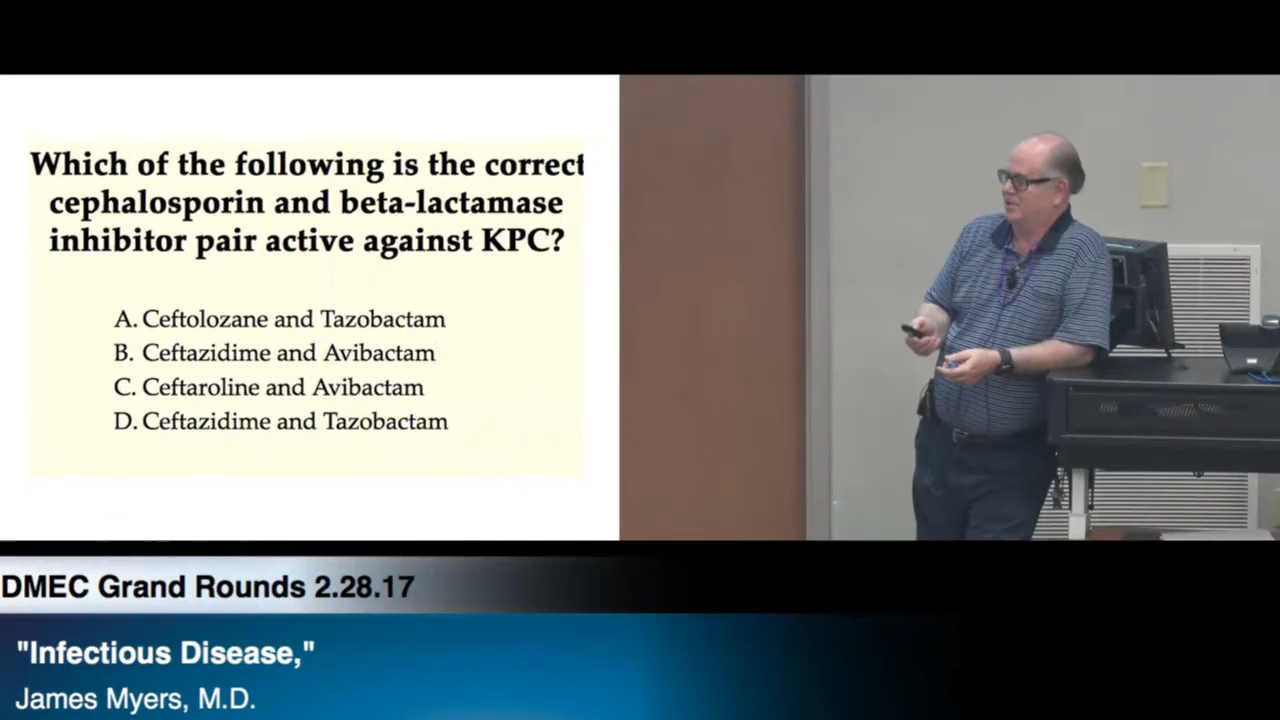 Which of the following is the correct
cephalosporin and beta-lactamase
inhibitor pair active against KPC?
A. Ceftolozane and Tazobactam
B. Ceftazidime and Avibactam
C. Ceftaroline and Avibactam
D. Ceftazidime and Tazobactam
DMEC Grand Rounds 2.28.17
"Infectious Disease,"
James Myers, M.D.